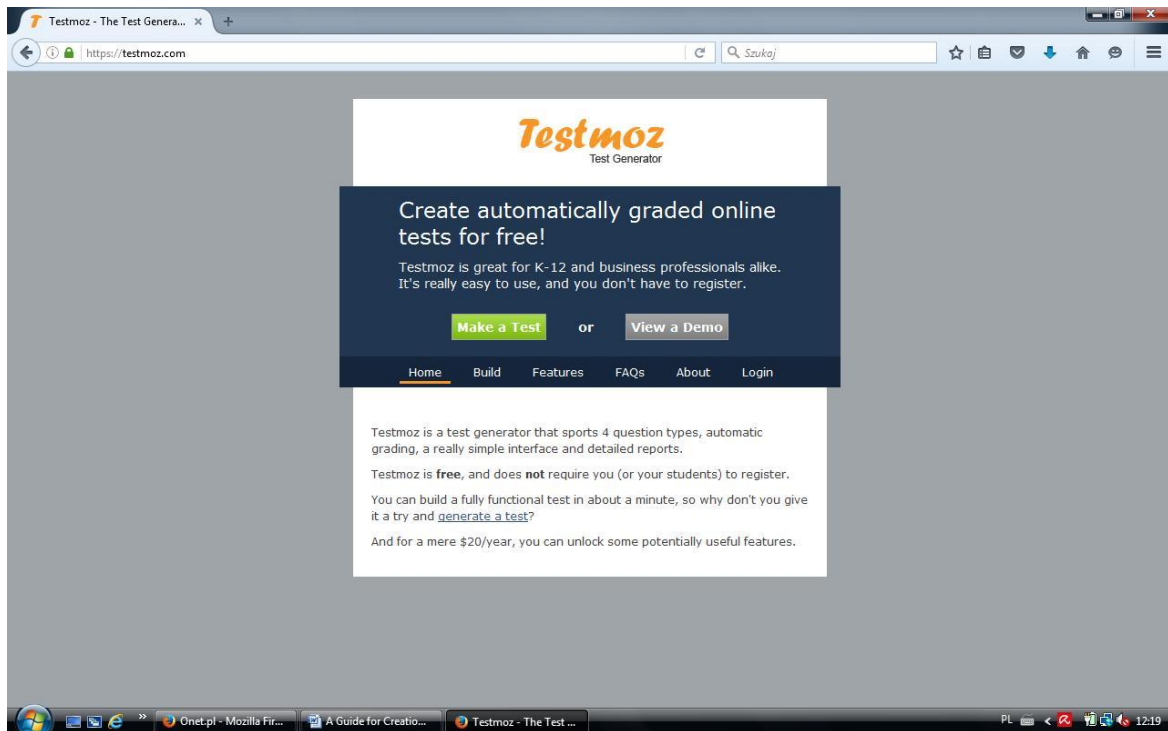 Testmoz - The Test Genera...
https://testmoz.com
Szukaj
Testmoz
Test Generator
Create automatically graded online
tests for free!
Testmoz is great for K-12 and business professionals alike.
It's really easy to use, and you don't have to register.
Make a Test or View a Demo
Home Build Features FAQs About Login
Testmoz is a test generator that sports 4 question types, automatic
grading, a really simple interface and detailed reports.
Testmoz is free, and does not require you (or your students) to register.
You can build a fully functional test in about a minute, so why don't you give
it a try and generate a test?
And for a mere $20/year, you can unlock some potentially useful features.
Onet.pl - Mozilla Fir... A Guide for Creatio... Testmoz - The Test ... PL 12:19